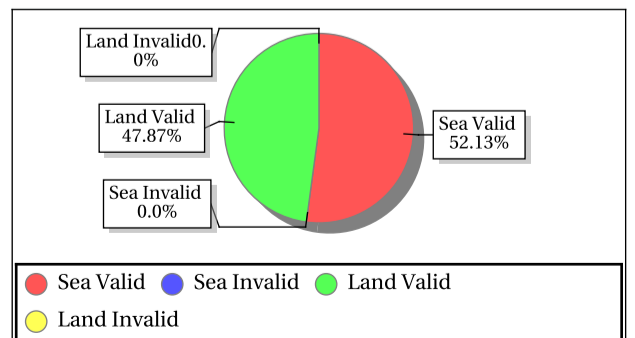 Land Invalid0.
0%
Land Valid
47.87%
Sea Valid
52.13%
Sea Invalid
0.0%
Sea Valid
Sea Invalid
Land Valid
Land Invalid